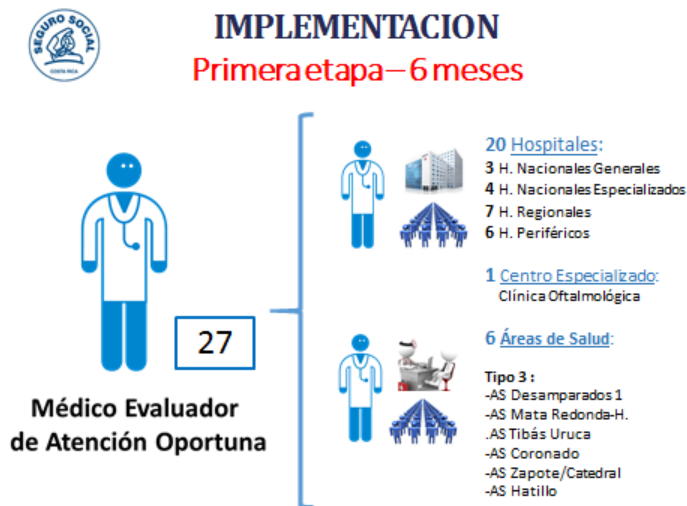 SEGURO SOCIAL
COSTA RICA
IMPLEMENTACION
Primera etapa – 6 meses
27
Médico Evaluador
de Atención Oportuna
20 Hospitales:
3 H. Nacionales Generales
4 H. Nacionales Especializados
7 H. Regionales
6 H. Periféricos
1 Centro Especializado:
Clínica Oftalmológica
6 Áreas de Salud:
Tipo 3 :
-AS Desamparados 1
-AS Mata Redonda-H.
.AS Tibás Uruca
-AS Coronado
-AS Zapote/Catedral
-AS Hatillo